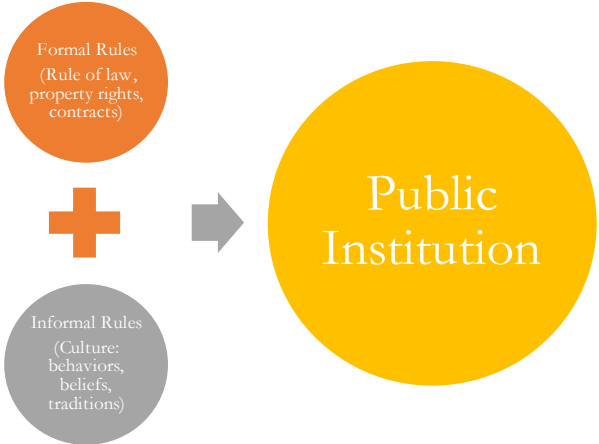 Formal Rules
(Rule of law,
property rights,
contracts)
Informal Rules
(Culture:
behaviors,
beliefs,
traditions)
Public
Institution